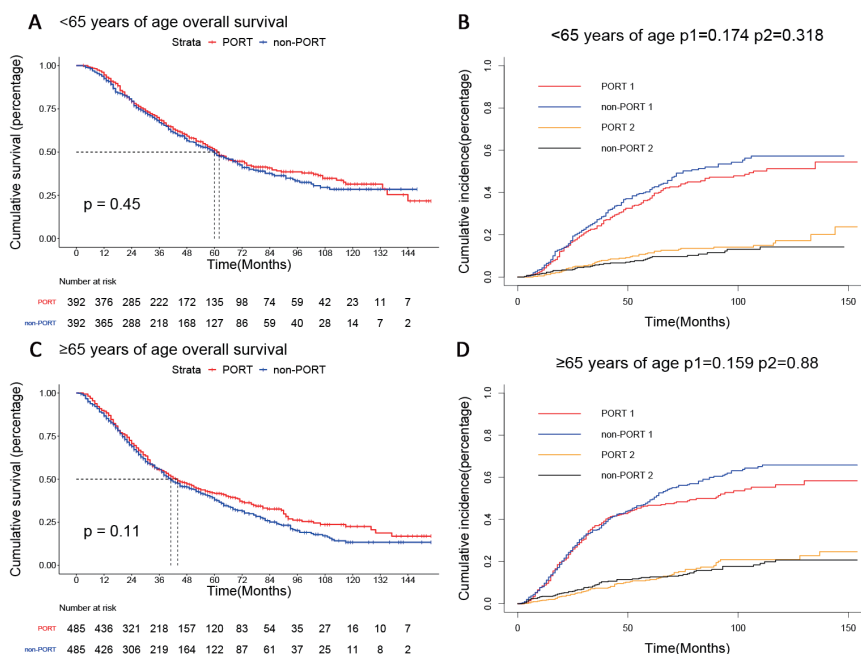 A <65 years of age overall survival
Strata PORT non-PORT
Cumulative survival (percentage)
1.00
0.75
0.50
0.25
0.00
p = 0.45
0 12 24 36 48 60 72 84 96 108 120 132 144
Time(Months)
Number at risk
PORT 392 376 285 222 172 135 98 74 59 42 23 11 7
non-PORT 392 365 288 218 168 127 86 59 40 28 14 7 2
B
<65 years of age p1=0.174 p2=0.318
Cumulative incidence(percentage)
1.0
0.8
0.6
0.4
0.2
0.0
PORT 1
non-PORT 1
PORT 2
non-PORT 2
0 50 100 150
Time(Months)
C ≥65 years of age overall survival
Strata PORT non-PORT
Cumulative survival (percentage)
1.00
0.75
0.50
0.25
0.00
p = 0.11
0 12 24 36 48 60 72 84 96 108 120 132 144
Time(Months)
Number at risk
PORT 485 436 321 218 157 120 83 54 35 27 16 10 7
non-PORT 485 426 306 219 164 122 87 61 37 25 11 8 2
D
≥65 years of age p1=0.159 p2=0.88
Cumulative incidence(percentage)
1.0
0.8
0.6
0.4
0.2
0.0
PORT 1
non-PORT 1
PORT 2
non-PORT 2
0 50 100 150
Time(Months)